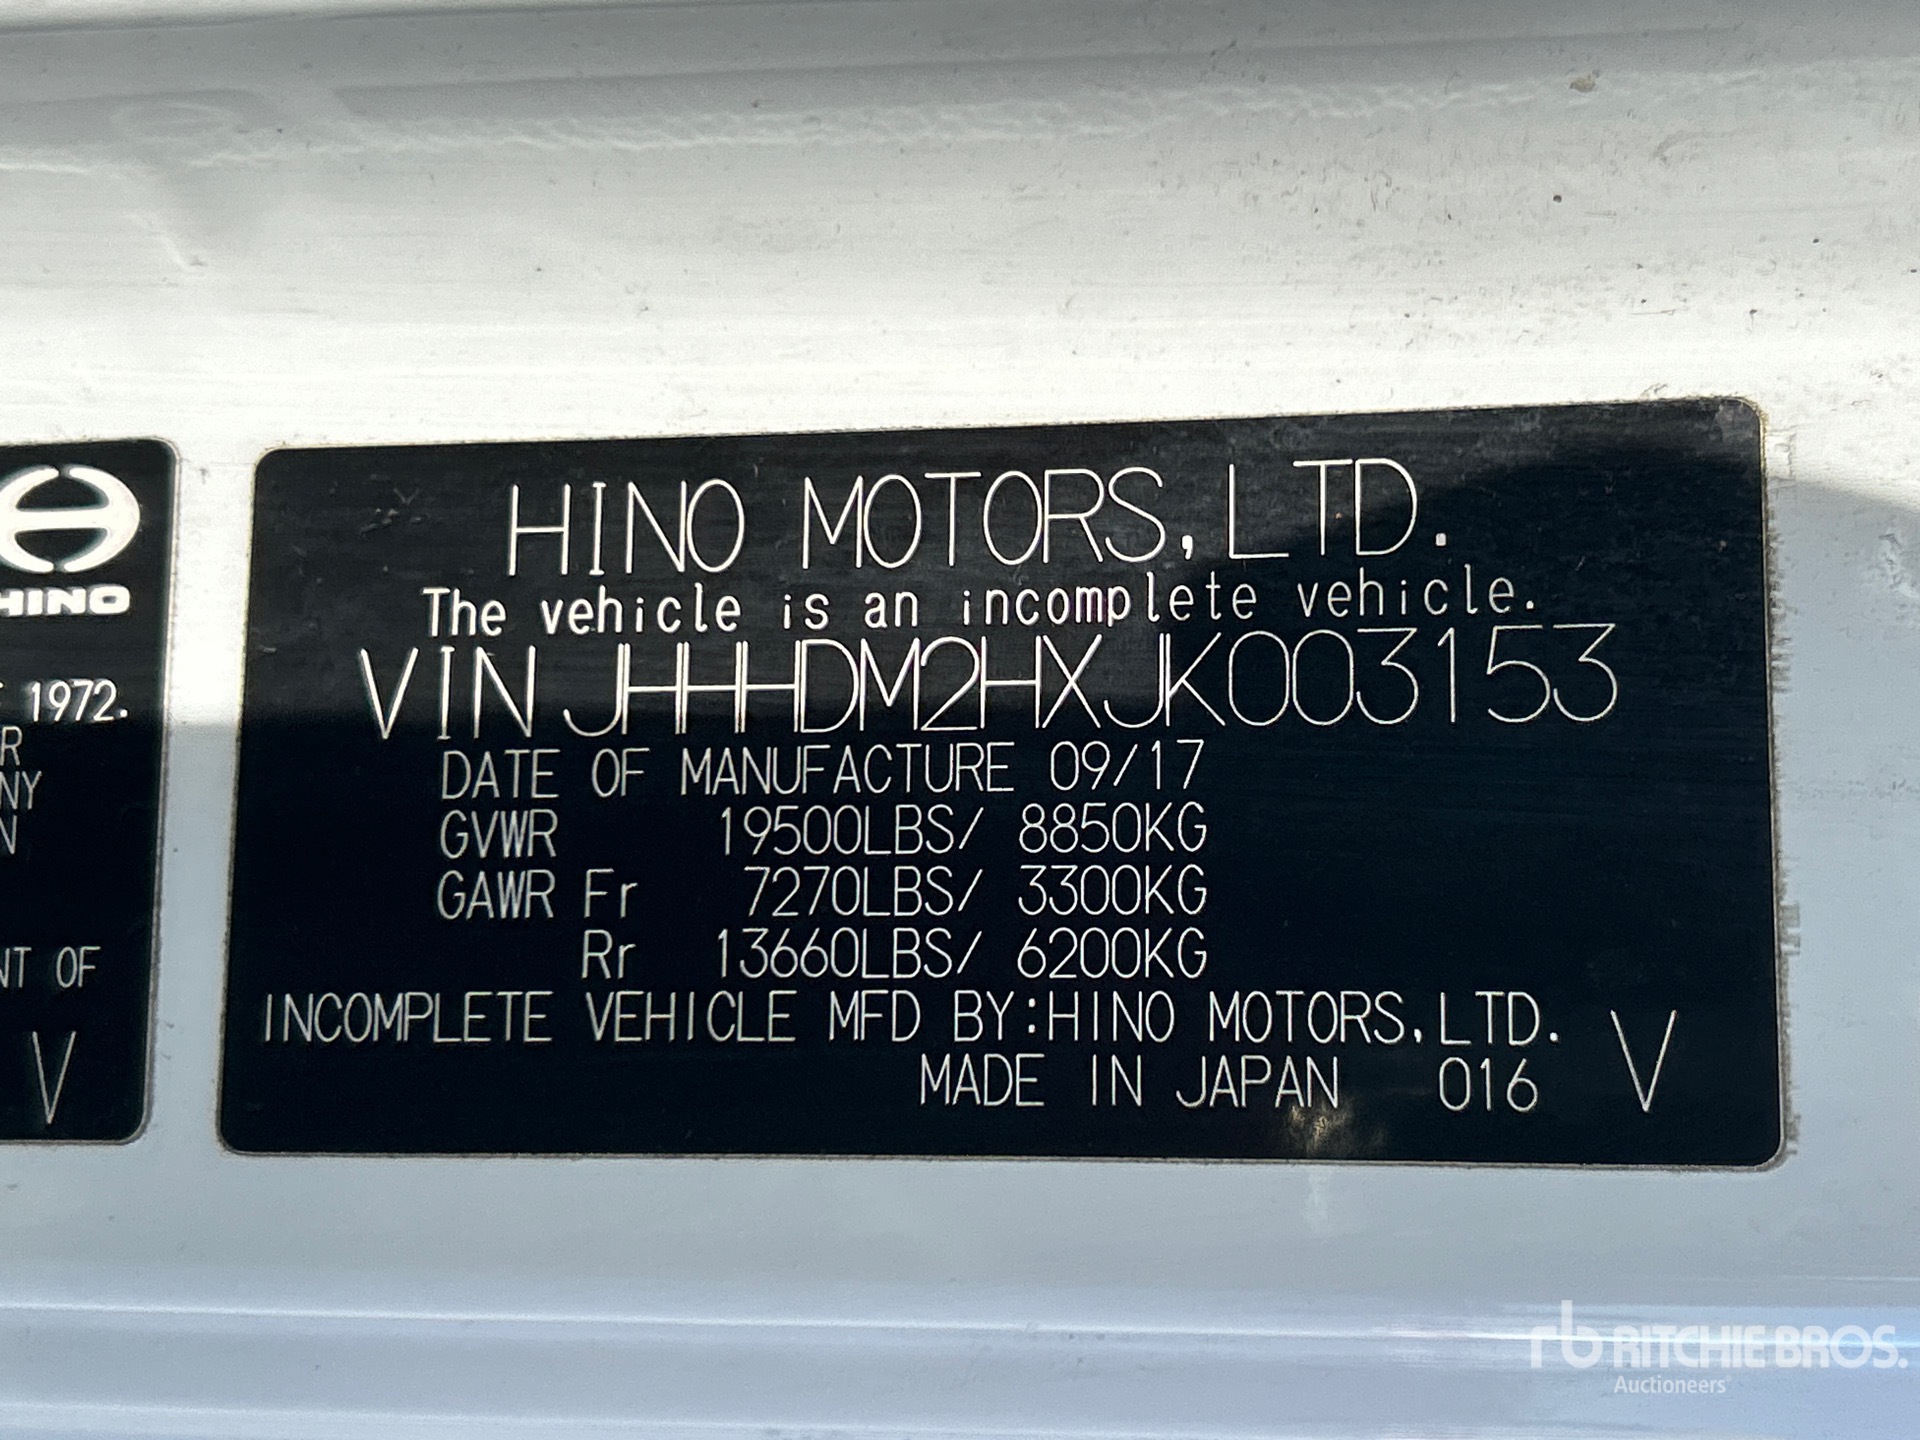 HINO
1972.
NY
OF
V
HINO MOTORS, LTD.
The vehicle is an incomplete vehicle.
VIN JHHHDM2HXJK003153
DATE OF MANUFACTURE 09/17
GVWR 19500LBS/ 8850KG
GAWR Fr 7270LBS/ 3300KG
Rr 13660LBS/ 6200KG
INCOMPLETE VEHICLE MFD BY:HINO MOTORS,LTD.
MADE IN JAPAN 016 V
rb RITCHIE BROS.
Auctioneers